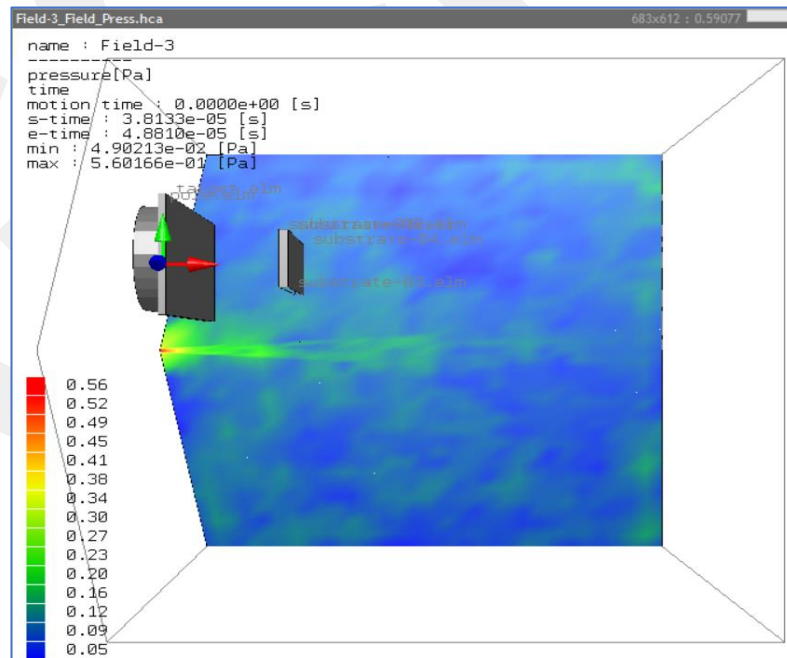 Field-3_Field_Press.hca
683x612 : 0.59077
name : Field-3
----------
pressure[Pa]
time
motion time : 0.0000e+00 [s]
s-time : 3.8133e-05 [s]
e-time : 4.8810e-05 [s]
min : 4.90213e-02 [Pa]
max : 5.60166e-01 [Pa]
substrate-04.elm
0.56
0.52
0.49
0.45
0.41
0.38
0.34
0.30
0.27
0.23
0.20
0.16
0.12
0.09
0.05